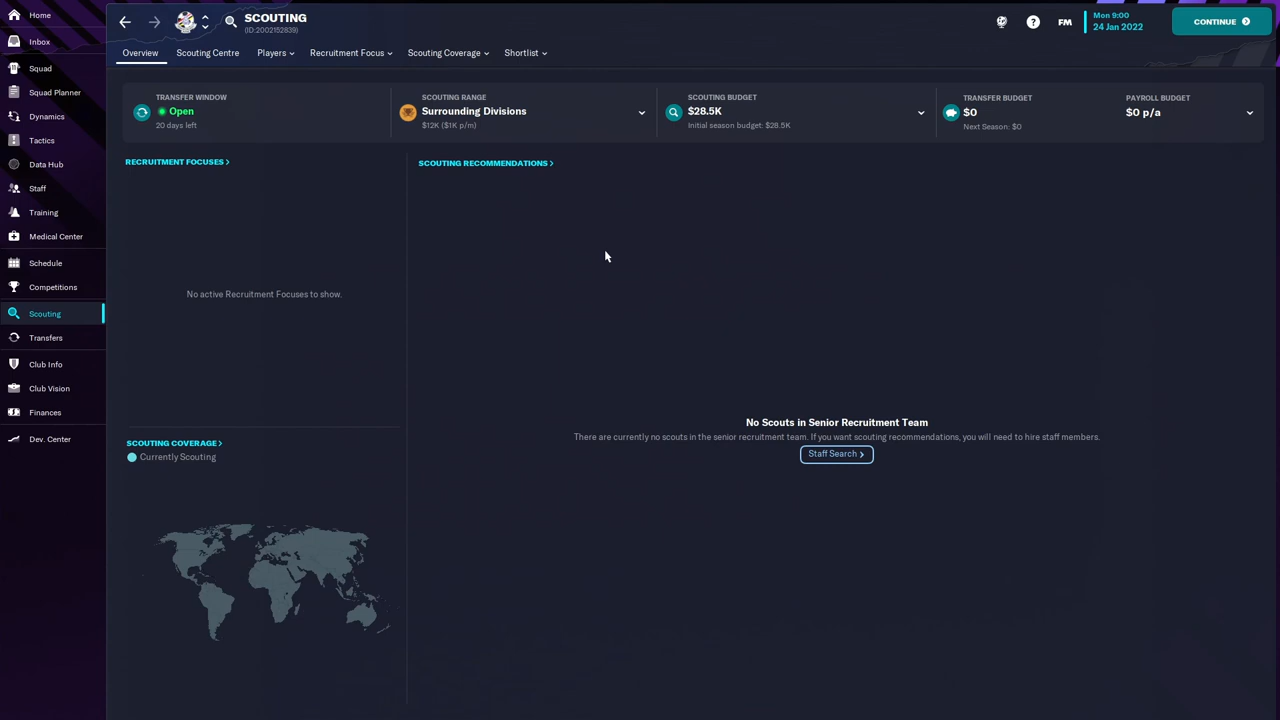 Home
Inbox
Squad
Squad Planner
Dynamics
Tactics
Data Hub
Staff
Training
Medical Center
Schedule
Competitions
Scouting
Transfers
Club Info
Club Vision
Finances
Dev. Center
SCOUTING
(ID:2002152839)
FM
Mon 9:00
24 Jan 2022
CONTINUE
Overview
Scouting Centre
Players
Recruitment Focus
Scouting Coverage
Shortlist
TRANSFER WINDOW
Open
20 days left
SCOUTING RANGE
Surrounding Divisions
$12K ($1K p/m)
SCOUTING BUDGET
$28.5K
Initial season budget: $28.5K
TRANSFER BUDGET
$0
Next Season: $0
PAYROLL BUDGET
$0 p/a
RECRUITMENT FOCUSES
No active Recruitment Focuses to show.
SCOUTING COVERAGE
Currently Scouting
SCOUTING RECOMMENDATIONS
No Scouts in Senior Recruitment Team
There are currently no scouts in the senior recruitment team. If you want scouting recommendations, you will need to hire staff members.
Staff Search